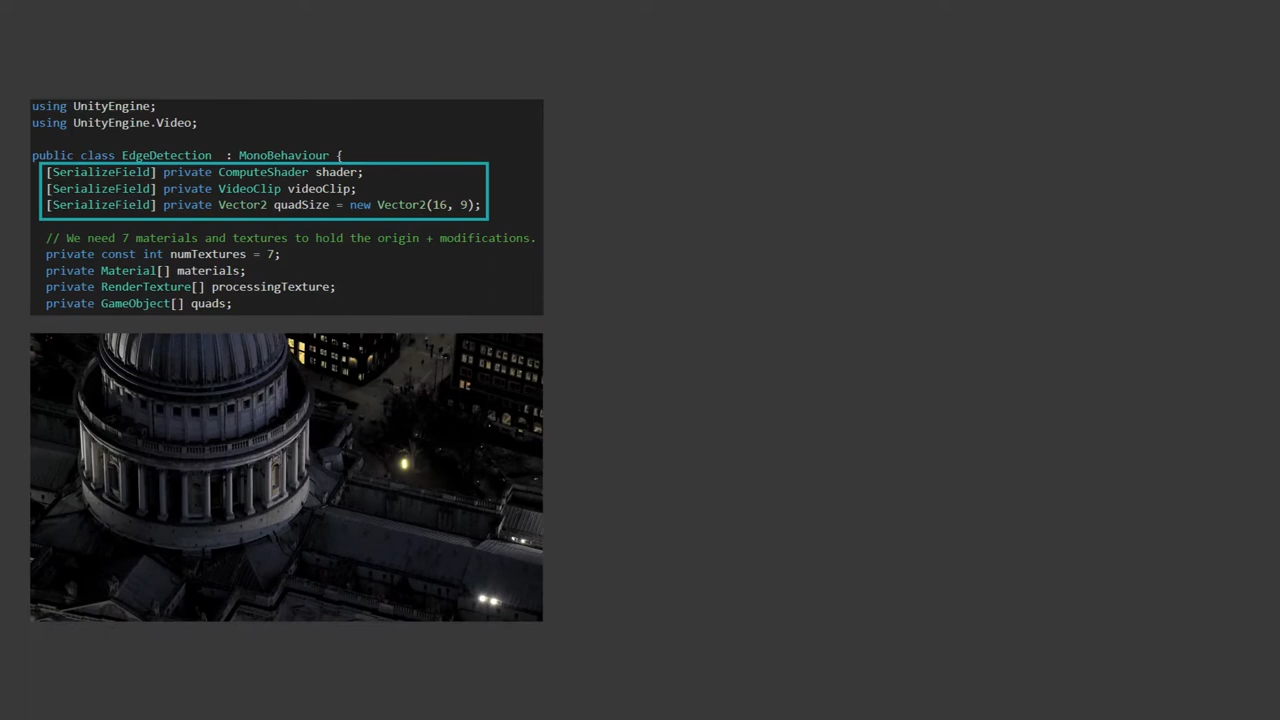 using UnityEngine;
using UnityEngine.Video;
public class EdgeDetection  : MonoBehaviour {
[SerializeField] private ComputeShader shader;
[SerializeField] private VideoClip videoClip;
[SerializeField] private Vector2 quadSize = new Vector2(16, 9);
// We need 7 materials and textures to hold the origin + modifications.
private const int numTextures = 7;
private Material[] materials;
private RenderTexture[] processingTexture;
private GameObject[] quads;